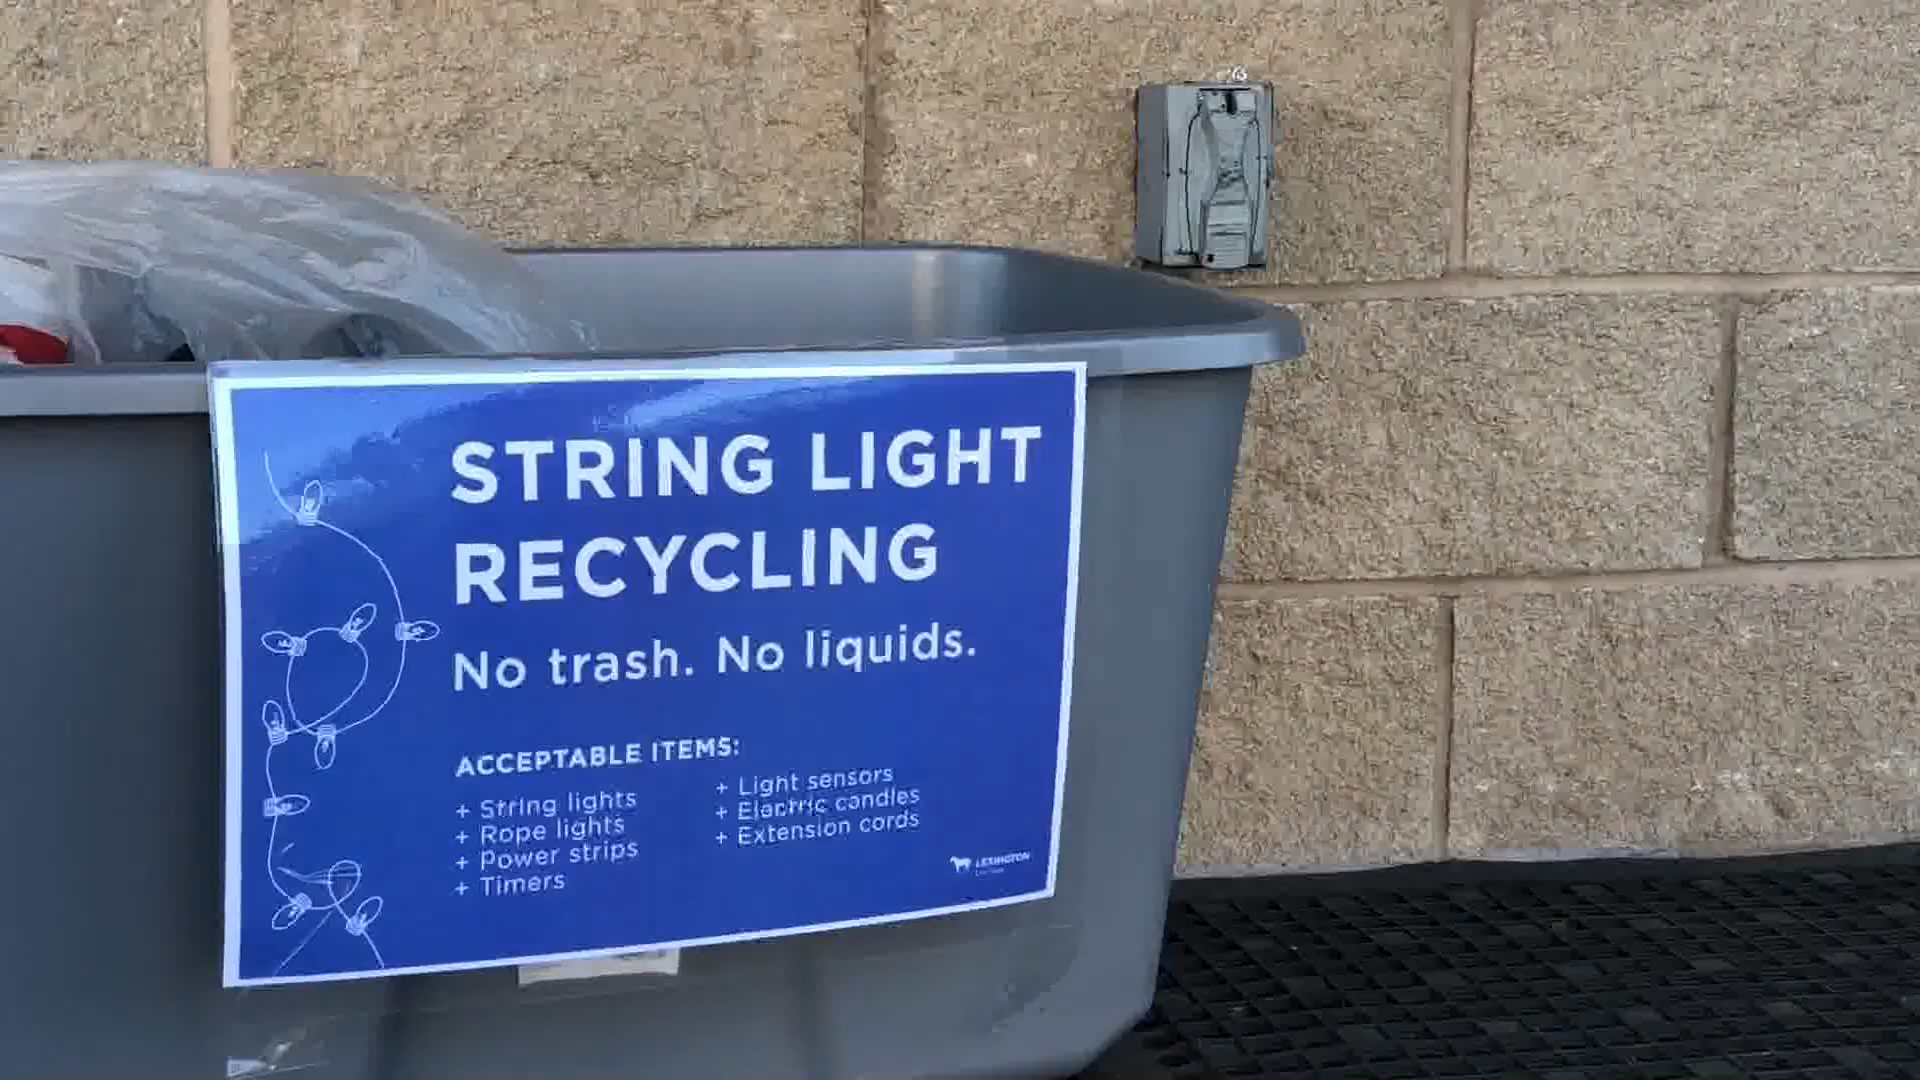 STRING LIGHT
RECYCLING
No trash. No liquids.
ACCEPTABLE ITEMS:
+ String lights
+ Rope lights
+ Power strips
+ Timers
+ Light sensors
+ Electric candles
+ Extension cords
LEXINGTON